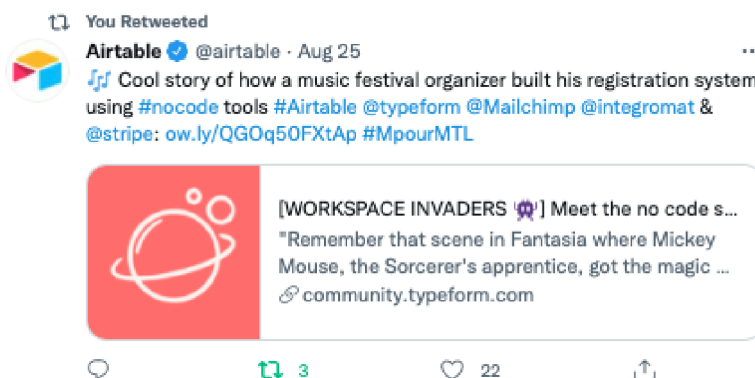 You Retweeted
Airtable @airtable · Aug 25
🎶 Cool story of how a music festival organizer built his registration system
using #nocode tools #Airtable @typeform @Mailchimp @integromat &
@stripe: ow.ly/QGOq50FXtAp #MpourMTL
[WORKSPACE INVADERS 👾] Meet the no code s...
"Remember that scene in Fantasia where Mickey
Mouse, the Sorcerer's apprentice, got the magic ...
community.typeform.com
3 22